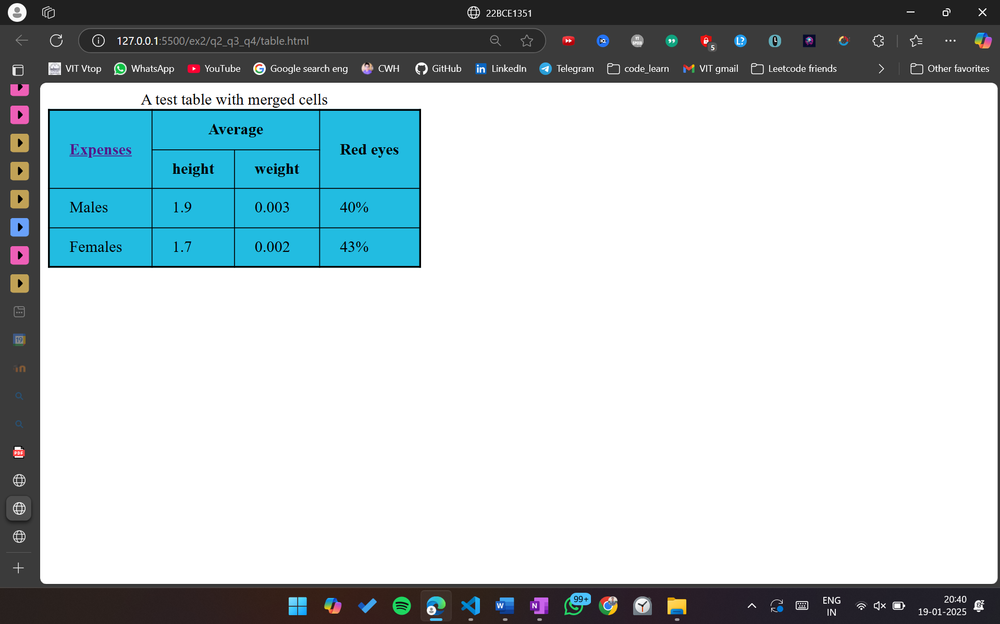 22BCE1351
127.0.0.1:5500/ex2/q2_q3_q4/table.html
YT SPEED
5
VIT Vtop WhatsApp YouTube Google search eng CWH GitHub LinkedIn Telegram code_learn VIT gmail Leetcode friends Other favorites
A test table with merged cells
Expenses Average Red eyes
height weight
Males 1.9 0.003 40%
Females 1.7 0.002 43%
19
PDF
99+
ENG
IN
20:40
19-01-2025